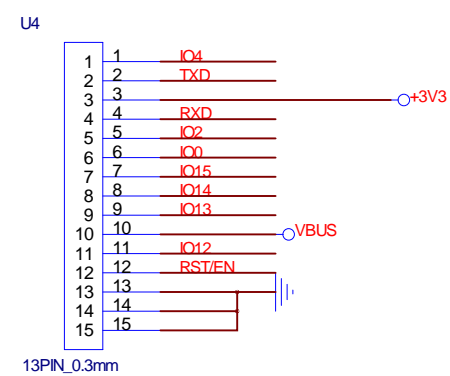 U4
1 1 IO4
2 2 TXD
3 3 +3V3
4 4 RXD
5 5 IO2
6 6 IO0
7 7 IO15
8 8 IO14
9 9 IO13
10 10 VBUS
11 11 IO12
12 12 RST/EN
13 13
14 14
15 15
13PIN_0.3mm